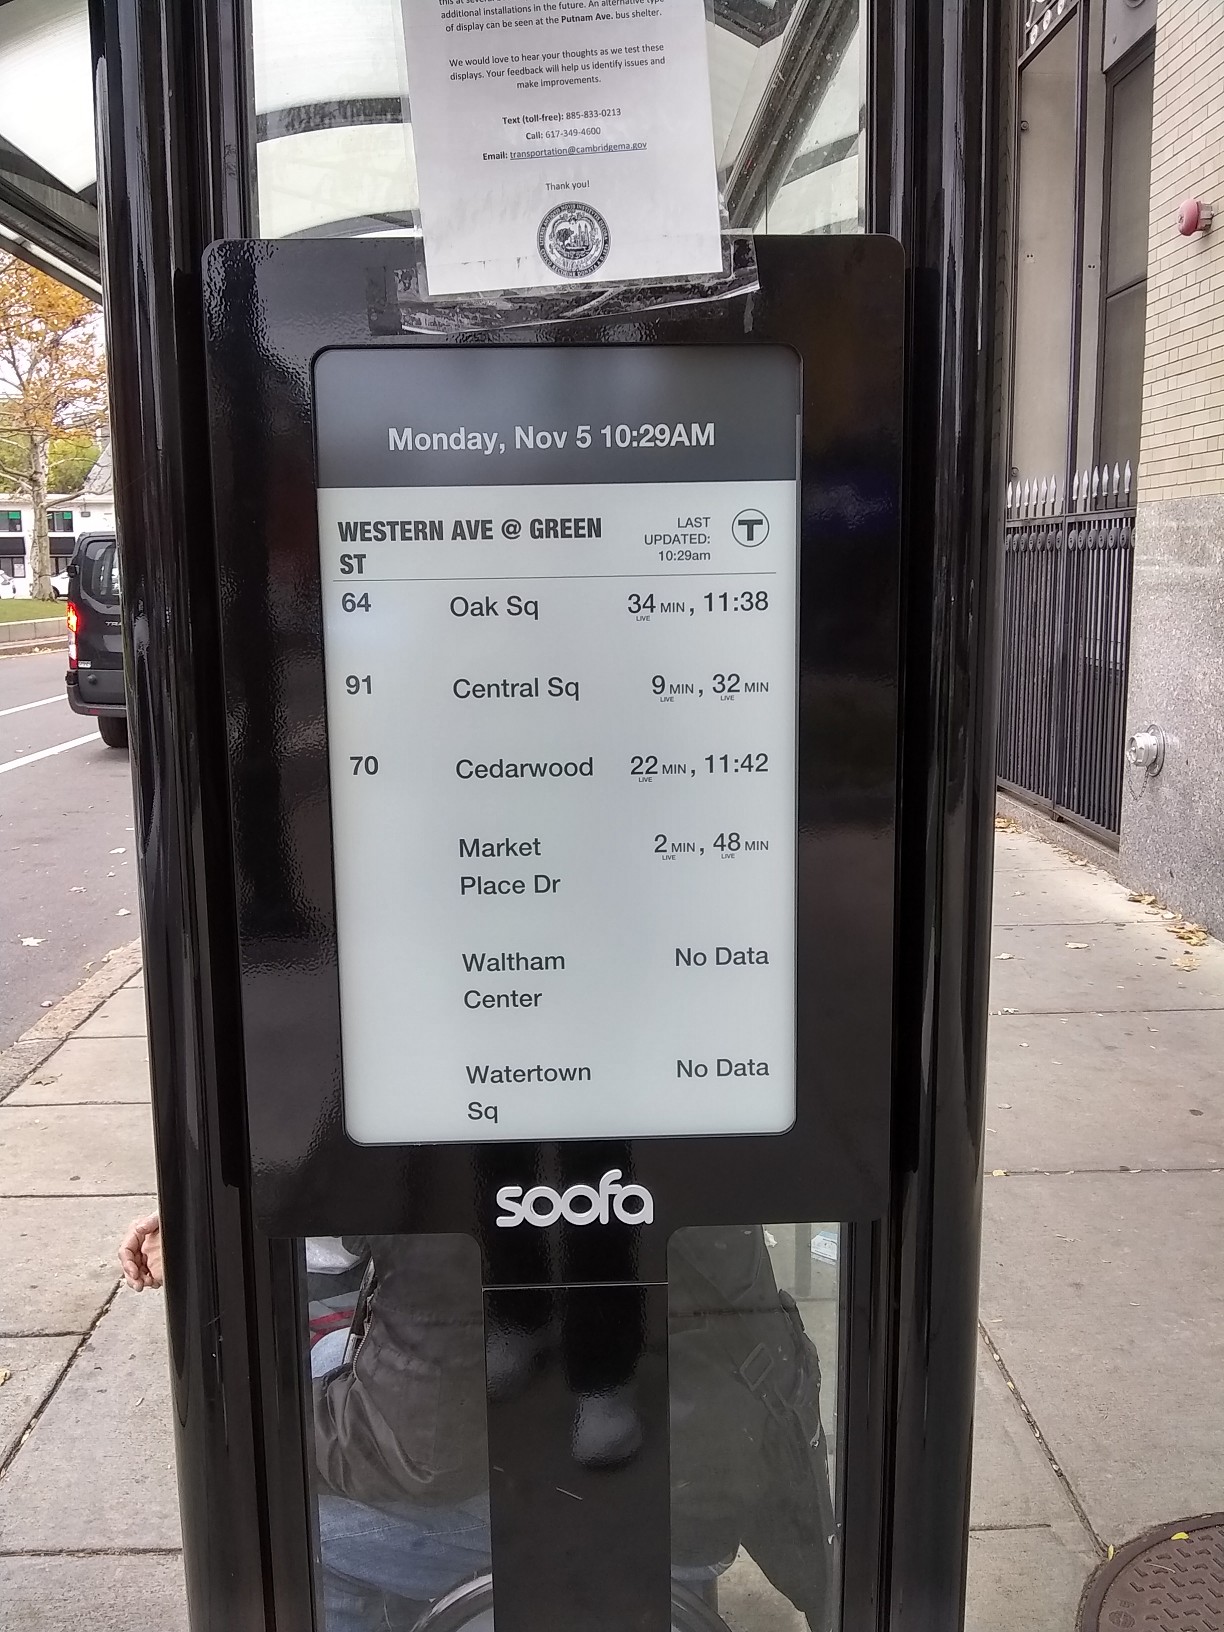 this at several
additional installations in the future. An alternative type
of display can be seen at the Putnam Ave. bus shelter.
We would love to hear your thoughts as we test these
displays. Your feedback will help us identify issues and
make improvements.
Text (toll-free): 885-833-0213
Call: 617-349-4600
Email: transportation@cambridgema.gov
Thank you!
Monday, Nov 5 10:29AM
WESTERN AVE @ GREEN
ST
LAST
UPDATED:
10:29am
T
64 Oak Sq 34 MIN, 11:38
LIVE
91 Central Sq 9 MIN, 32 MIN
LIVE LIVE
70 Cedarwood 22 MIN, 11:42
LIVE
Market 2 MIN, 48 MIN
LIVE LIVE
Place Dr
Waltham No Data
Center
Watertown No Data
Sq
soofa